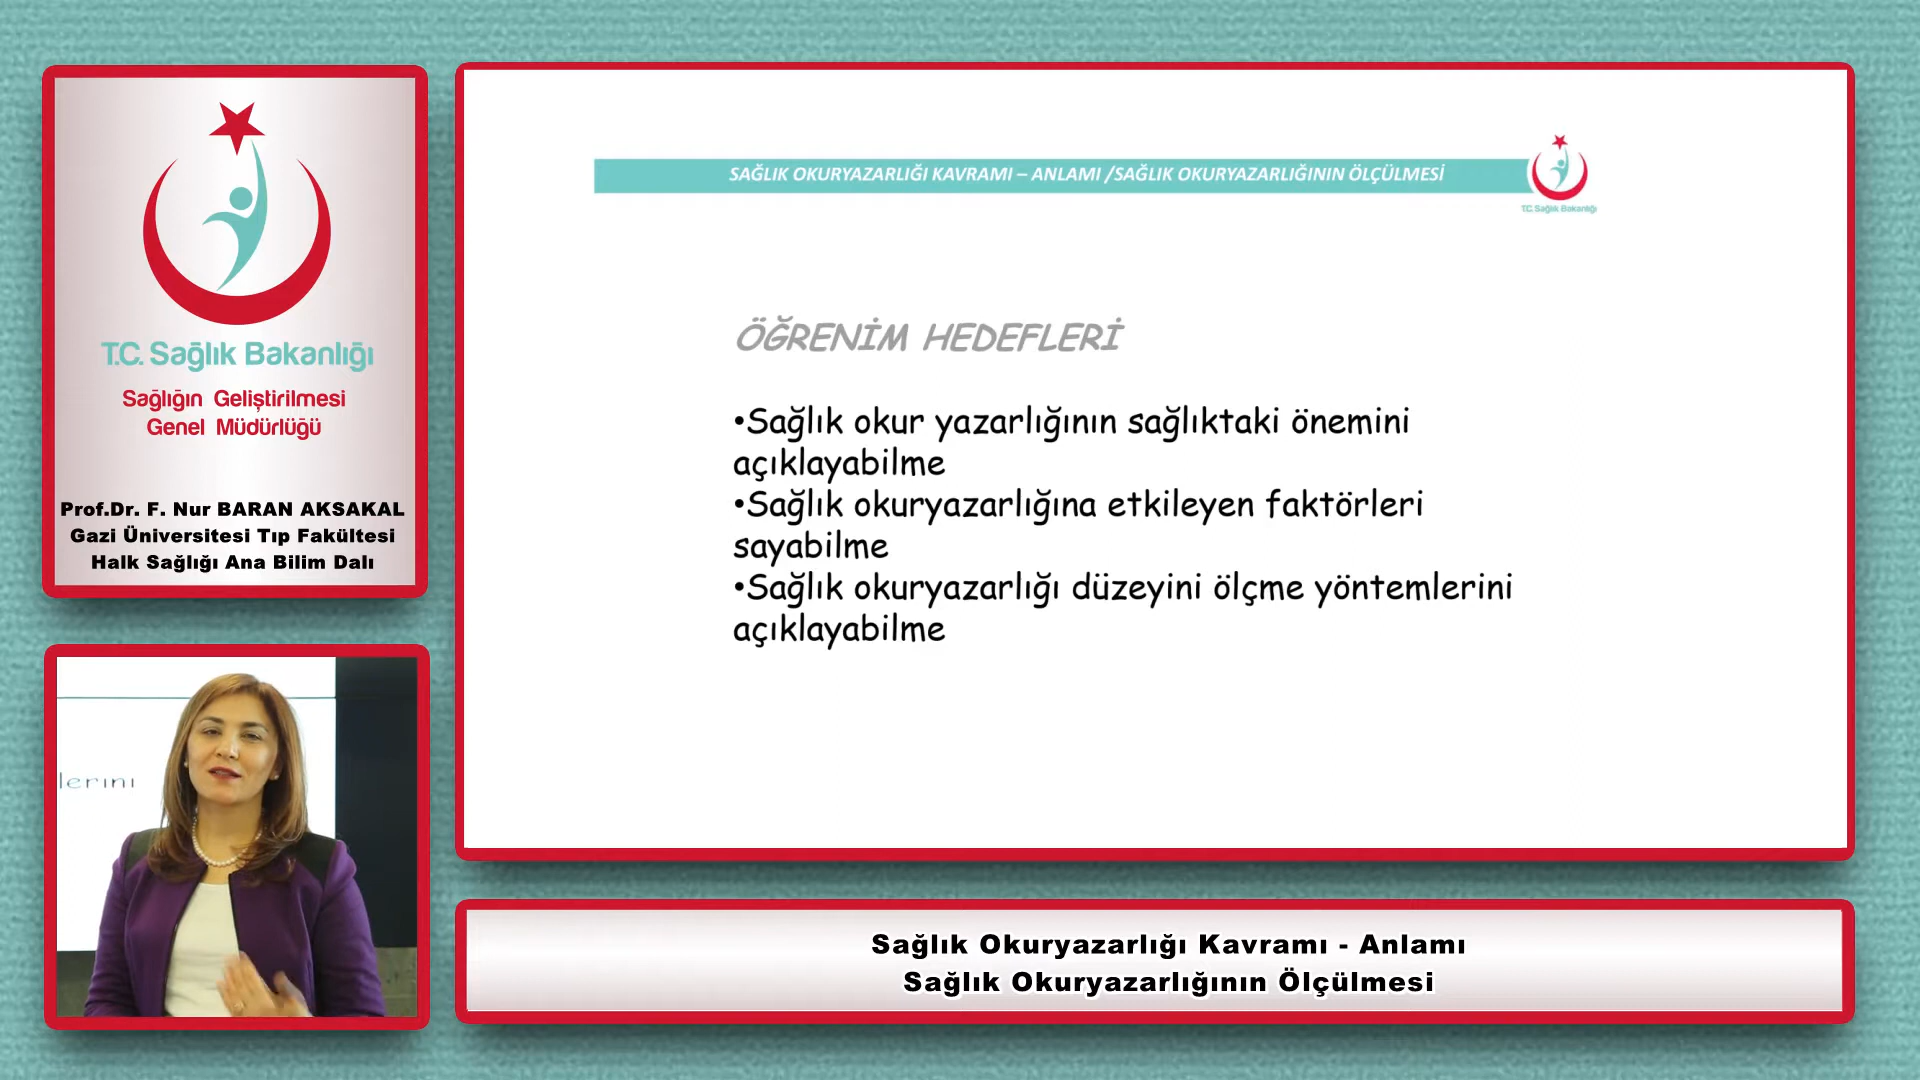 T.C. Sağlık Bakanlığı
Sağlığın Geliştirilmesi
Genel Müdürlüğü
Prof.Dr. F. Nur BARAN AKSAKAL
Gazi Üniversitesi Tıp Fakültesi
Halk Sağlığı Ana Bilim Dalı
lerini
SAĞLIK OKURYAZARLIĞI KAVRAMI – ANLAMI /SAĞLIK OKURYAZARLIĞININ ÖLÇÜLMESİ
T.C. Sağlık Bakanlığı
ÖĞRENİM HEDEFLERİ
•Sağlık okur yazarlığının sağlıktaki önemini
açıklayabilme
•Sağlık okuryazarlığına etkileyen faktörleri
sayabilme
•Sağlık okuryazarlığı düzeyini ölçme yöntemlerini
açıklayabilme
Sağlık Okuryazarlığı Kavramı - Anlamı
Sağlık Okuryazarlığının Ölçülmesi